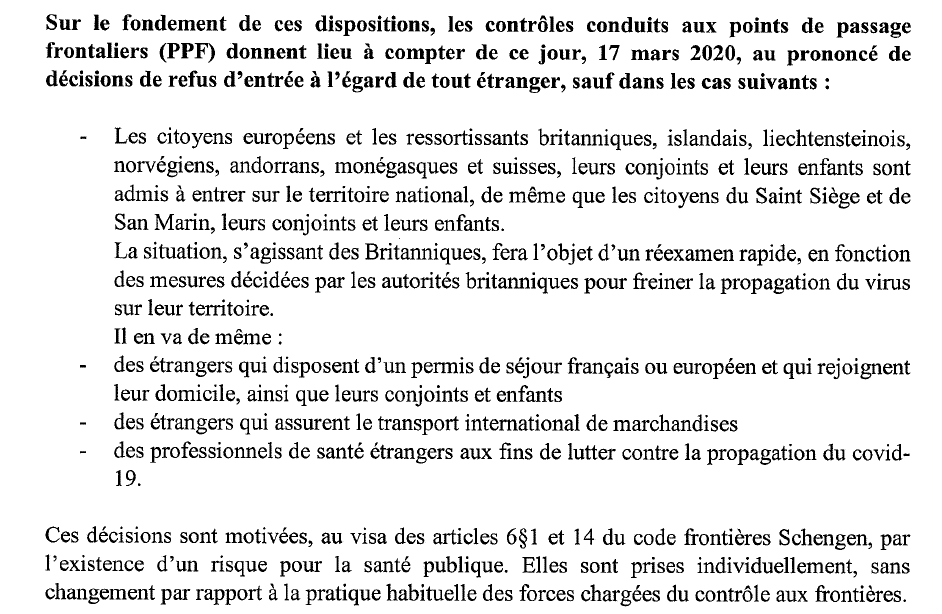 Sur le fondement de ces dispositions, les contrôles conduits aux points de passage
frontaliers (PPF) donnent lieu à compter de ce jour, 17 mars 2020, au prononcé de
décisions de refus d'entrée à l'égard de tout étranger, sauf dans les cas suivants :
- Les citoyens européens et les ressortissants britanniques, islandais, liechtensteinois,
norvégiens, andorrans, monégasques et suisses, leurs conjoints et leurs enfants sont
admis à entrer sur le territoire national, de même que les citoyens du Saint Siège et de
San Marin, leurs conjoints et leurs enfants.
La situation, s'agissant des Britanniques, fera l'objet d'un réexamen rapide, en fonction
des mesures décidées par les autorités britanniques pour freiner la propagation du virus
sur leur territoire.
Il en va de même :
- des étrangers qui disposent d'un permis de séjour français ou européen et qui rejoignent
leur domicile, ainsi que leurs conjoints et enfants
- des étrangers qui assurent le transport international de marchandises
- des professionnels de santé étrangers aux fins de lutter contre la propagation du covid-
19.
Ces décisions sont motivées, au visa des articles 6§1 et 14 du code frontières Schengen, par
l'existence d'un risque pour la santé publique. Elles sont prises individuellement, sans
changement par rapport à la pratique habituelle des forces chargées du contrôle aux frontières.